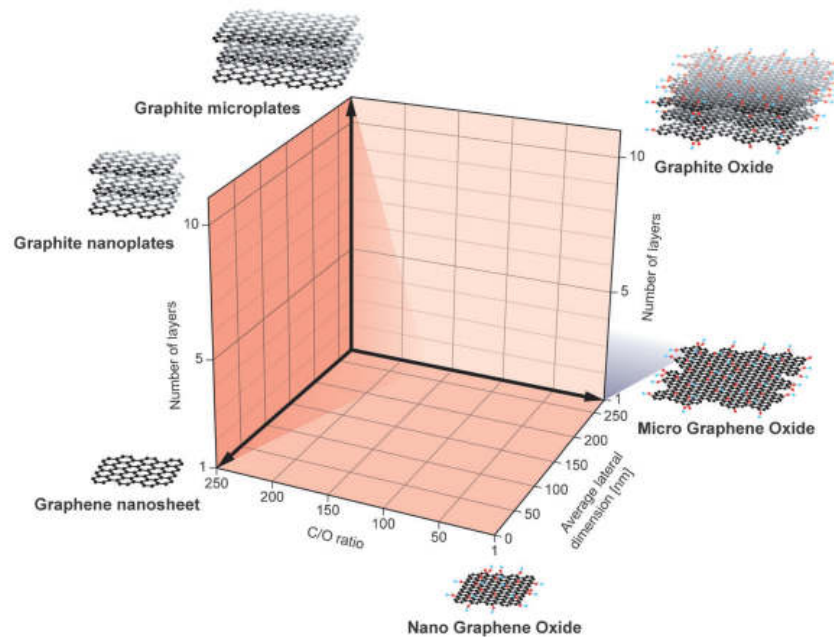 Graphite microplates
Graphite Oxide
Graphite nanoplates
10
5
1
Number of layers
10
5
1
Number of layers
Micro Graphene Oxide
Graphene nanosheet
250
200
150
100
50
1
C/O ratio
250
200
150
100
50
0
Average lateral
dimension [nm]
Nano Graphene Oxide